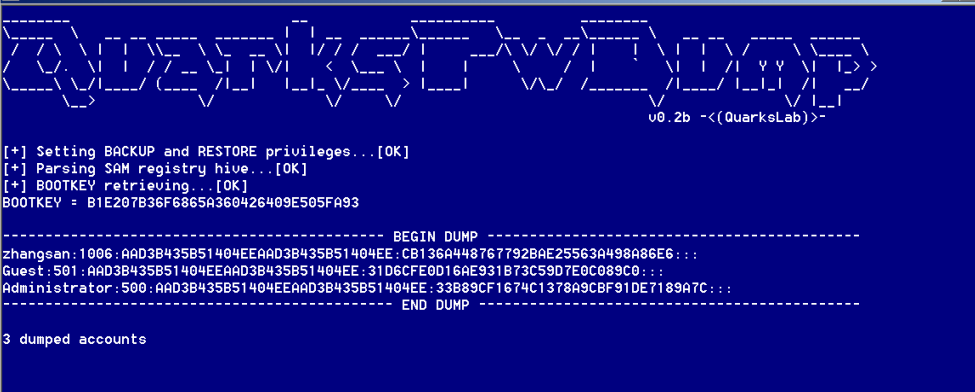 QuarksPwDump
v0.2b -<(QuarksLab)>-
[+] Setting BACKUP and RESTORE privileges...[OK]
[+] Parsing SAM registry hive...[OK]
[+] BOOTKEY retrieving...[OK]
BOOTKEY = B1E207B36F6865A360426409E505FA93
--------------------------------------------- BEGIN DUMP --------------------------------------------
zhangsan:1006:AAD3B435B51404EEAAD3B435B51404EE:CB136A448767792BAE25563A498A86E6:::
Guest:501:AAD3B435B51404EEAAD3B435B51404EE:31D6CFE0D16AE931B73C59D7E0C089C0:::
Administrator:500:AAD3B435B51404EEAAD3B435B51404EE:33B89CF1674C1378A9CBF91DE7189A7C:::
---------------------------------------------- END DUMP ---------------------------------------------
3 dumped accounts